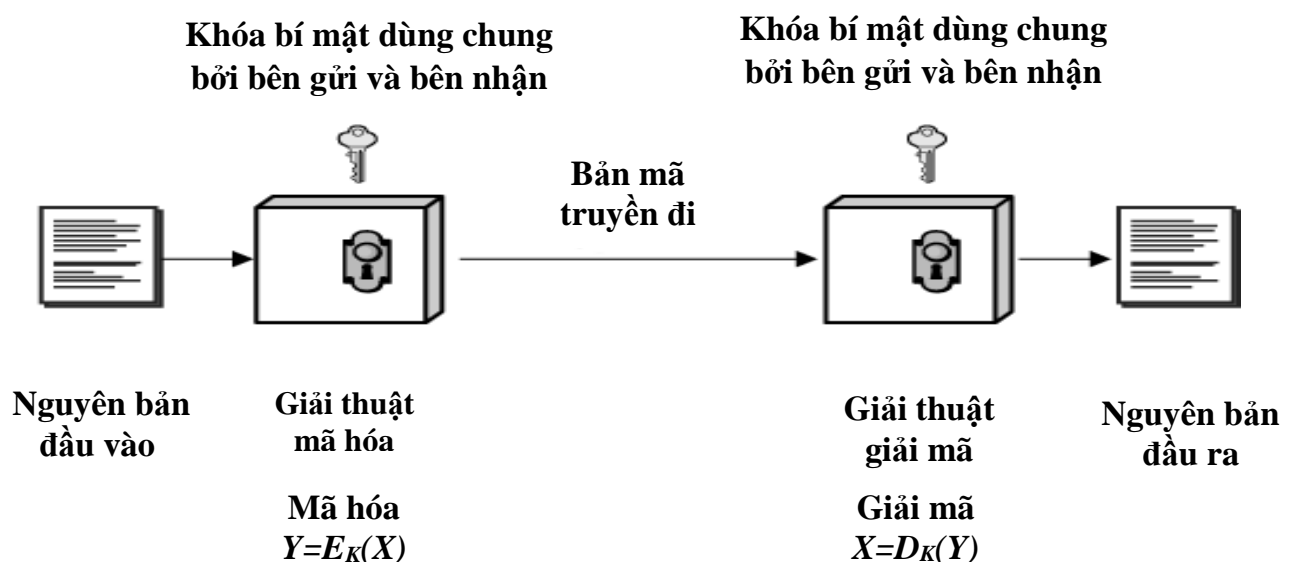 Khóa bí mật dùng chung
bởi bên gửi và bên nhận
Khóa bí mật dùng chung
bởi bên gửi và bên nhận
Bản mã
truyền đi
Nguyên bản
đầu vào
Giải thuật
mã hóa
Giải thuật
giải mã
Nguyên bản
đầu ra
Mã hóa
Y=E_K(X)
Giải mã
X=D_K(Y)